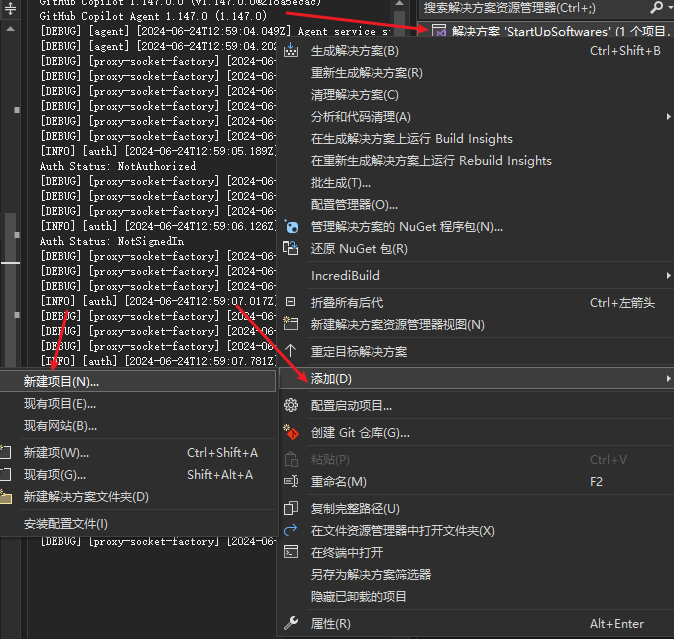 GitHub Copilot 1.147.0.0 (v1.147.0.0@218a5ecac)
GitHub Copilot Agent 1.147.0 (1.147.0)
[DEBUG] [agent] [2024-06-24T12:59:04.049Z] Agent service
[DEBUG] [agent] [2024-06-24T12:59:04.202
[DEBUG] [proxy-socket-factory] [2024-06-
[DEBUG] [proxy-socket-factory] [2024-06-
[DEBUG] [proxy-socket-factory] [2024-06-
[DEBUG] [proxy-socket-factory] [2024-06-
[DEBUG] [proxy-socket-factory] [2024-06-
[DEBUG] [proxy-socket-factory] [2024-06-
[INFO] [auth] [2024-06-24T12:59:05.189Z]
Auth Status: NotAuthorized
[DEBUG] [proxy-socket-factory] [2024-06-
[DEBUG] [proxy-socket-factory] [2024-06-
[DEBUG] [proxy-socket-factory] [2024-06-
[INFO] [auth] [2024-06-24T12:59:06.126Z]
Auth Status: NotSignedIn
[DEBUG] [proxy-socket-factory] [2024-06-
[DEBUG] [proxy-socket-factory] [2024-06-
[DEBUG] [proxy-socket-factory] [2024-06-
[INFO] [auth] [2024-06-24T12:59:07.017Z]
[DEBUG] [proxy-socket-factory] [2024-06-
[DEBUG] [proxy-socket-factory] [2024-06-
[DEBUG] [proxy-socket-factory] [2024-06-
[INFO] [auth] [2024-06-24T12:59:07.781Z]
[DEBUG] [proxy-socket-factory] [2024-06-
搜索解决方案资源管理器(Ctrl+;)
解决方案 'StartUpSoftwares' (1 个项目,
生成解决方案(B) Ctrl+Shift+B
重新生成解决方案(R)
清理解决方案(C)
分析和代码清理(A)
在生成解决方案上运行 Build Insights
在重新生成解决方案上运行 Rebuild Insights
批生成(T)...
配置管理器(O)...
管理解决方案的 NuGet 程序包(N)...
还原 NuGet 包(R)
IncrediBuild
折叠所有后代 Ctrl+左箭头
新建解决方案资源管理器视图(N)
重定目标解决方案
添加(D)
配置启动项目...
创建 Git 仓库(G)...
粘贴(P) Ctrl+V
重命名(M) F2
复制完整路径(U)
在文件资源管理器中打开文件夹(X)
在终端中打开
另存为解决方案筛选器
隐藏已卸载的项目
属性(R) Alt+Enter
新建项目(N)...
现有项目(E)...
现有网站(B)...
新建项(W)... Ctrl+Shift+A
现有项(G)... Shift+Alt+A
新建解决方案文件夹(D)
安装配置文件(I)